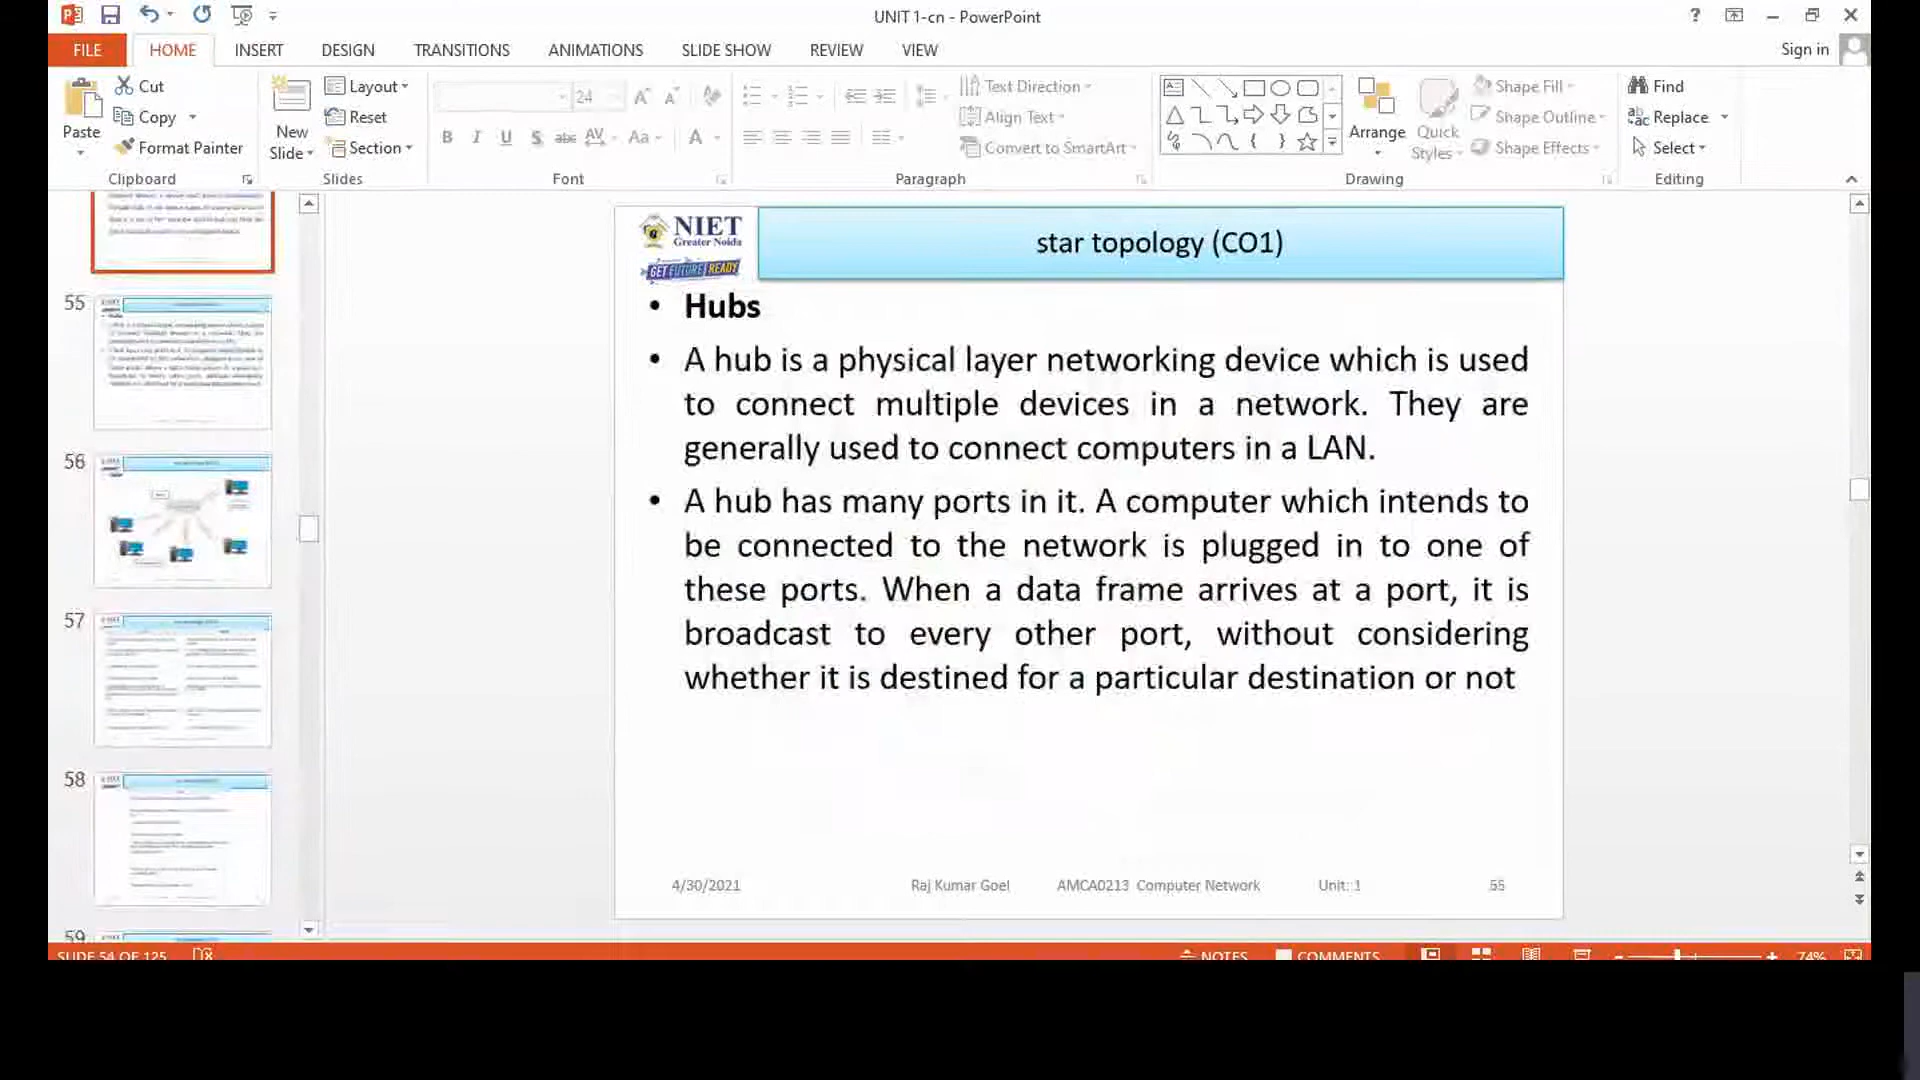 UNIT 1-cn - PowerPoint
?
FILE HOME INSERT DESIGN TRANSITIONS ANIMATIONS SLIDE SHOW REVIEW VIEW Sign in
Cut
Copy
Format Painter
Paste
Clipboard
New
Slide
Layout
Reset
Section
Slides
24
B I U S abc AV Aa A
Font
Paragraph
Text Direction
Align Text
Convert to SmartArt
Arrange
Quick
Styles
Shape Fill
Shape Outline
Shape Effects
Drawing
Find
Replace
Select
Editing
55
56
57
58
59
NIET
Greater Noida
GET FUTURE READY
star topology (CO1)
• Hubs
• A hub is a physical layer networking device which is used
to connect multiple devices in a network. They are
generally used to connect computers in a LAN.
• A hub has many ports in it. A computer which intends to
be connected to the network is plugged in to one of
these ports. When a data frame arrives at a port, it is
broadcast to every other port, without considering
whether it is destined for a particular destination or not
4/30/2021 Raj Kumar Goel AMCA0213 Computer Network Unit: 1 55
SLIDE 54 OF 125 NOTES COMMENTS 74%